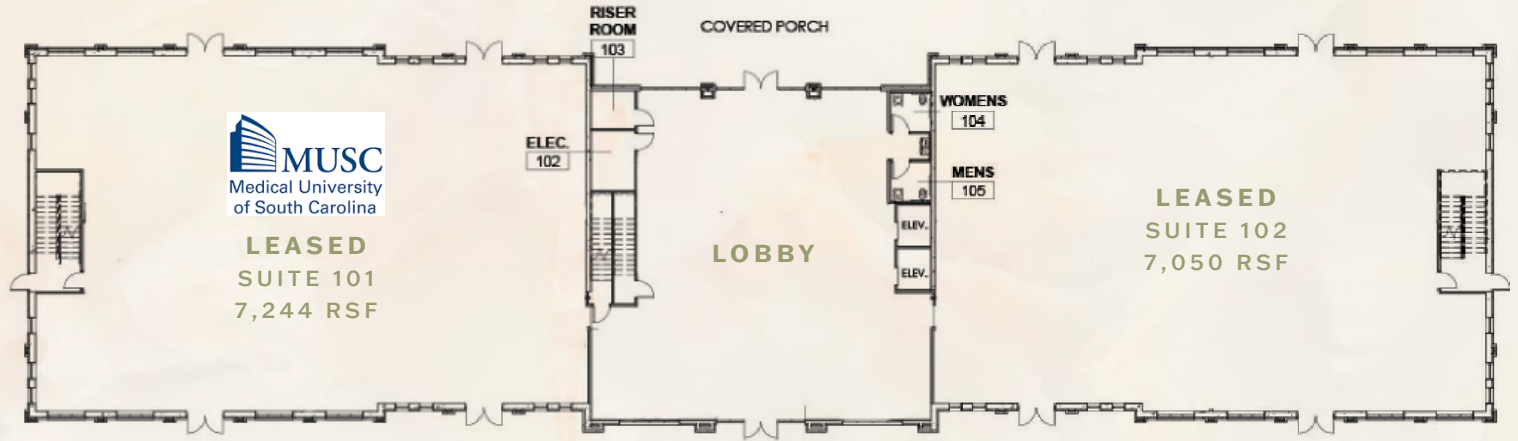 RISER
ROOM
103
COVERED PORCH
WOMENS
104
ELEC.
102
MUSC
Medical University
of South Carolina
MENS
105
LEASED
SUITE 101
7,244 RSF
LOBBY
ELEV.
ELEV.
LEASED
SUITE 102
7,050 RSF